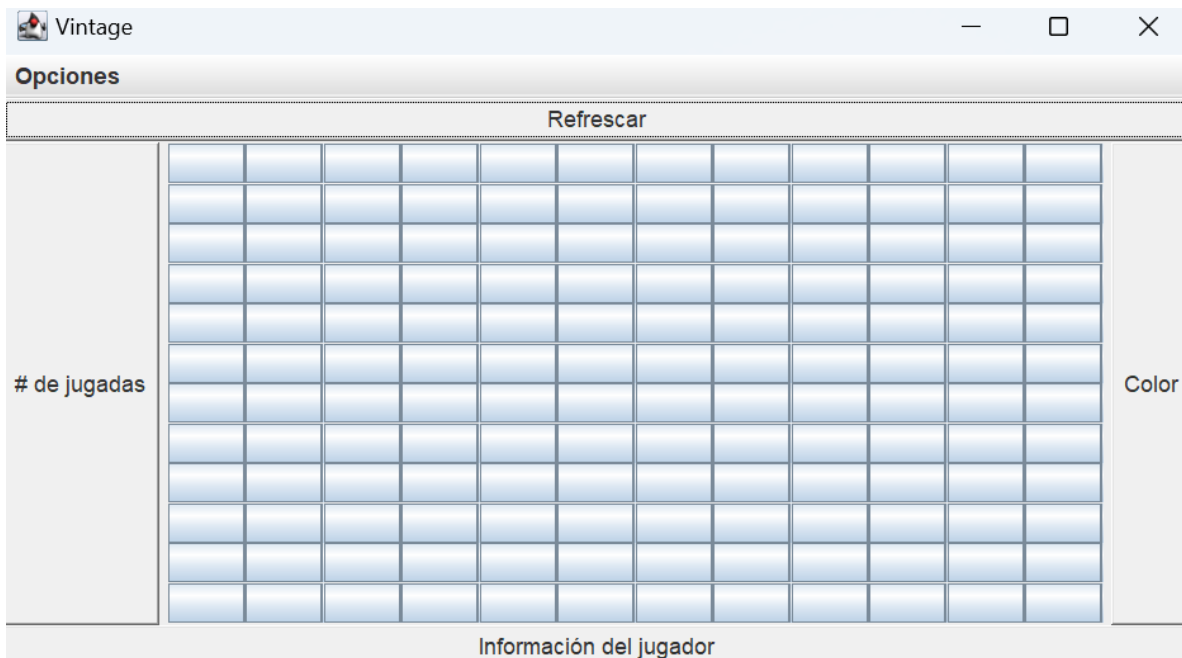 Vintage
Opciones
Refrescar
# de jugadas
Color
Información del jugador